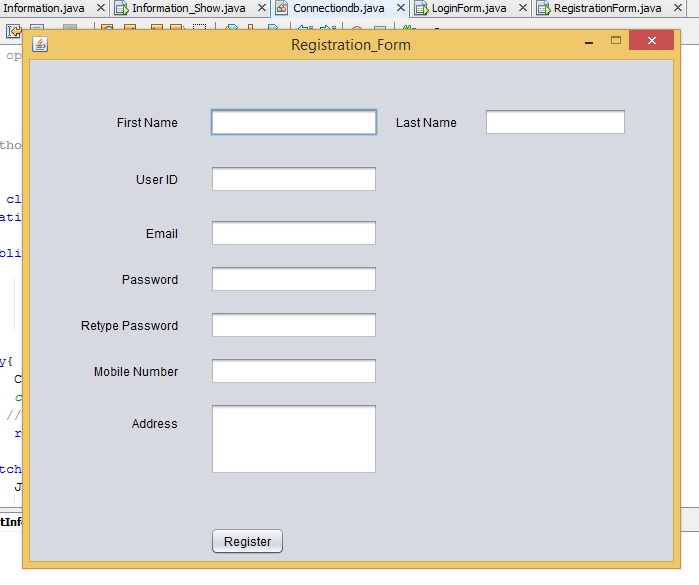 Information.java Information_Show.java Connectiondb.java LoginForm.java RegistrationForm.java
Registration_Form
First Name Last Name
User ID
Email
Password
Retype Password
Mobile Number
Address
Register